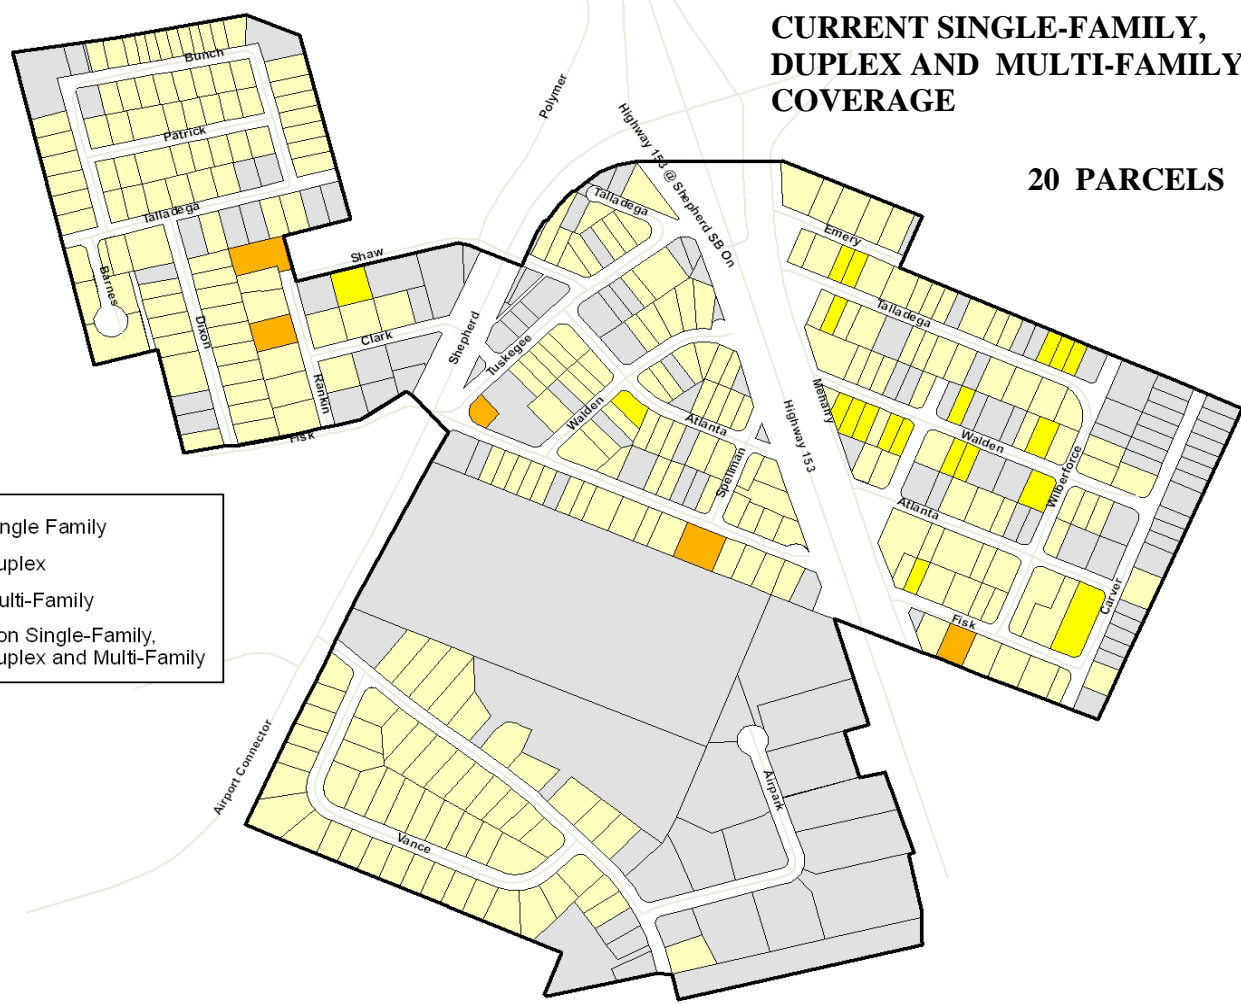 CURRENT SINGLE-FAMILY,
DUPLEX AND MULTI-FAMILY
COVERAGE
20 PARCELS
Bunch
Patrick
Talladega
Barnes
Dixon
Rankin
Shaw
Clark
Fisk
Shepherd
Polymer
Highway 153 @ Shepherd SB On
Talladega
Tuskegee
Walden
Atlanta
Spellman
Highway 153
Emery
Talladega
Menarry
Walden
Wilberforce
Atlanta
Fisk
Carver
ngle Family
uplex
ulti-Family
on Single-Family,
uplex and Multi-Family
Airport Connector
Vance
Airpark